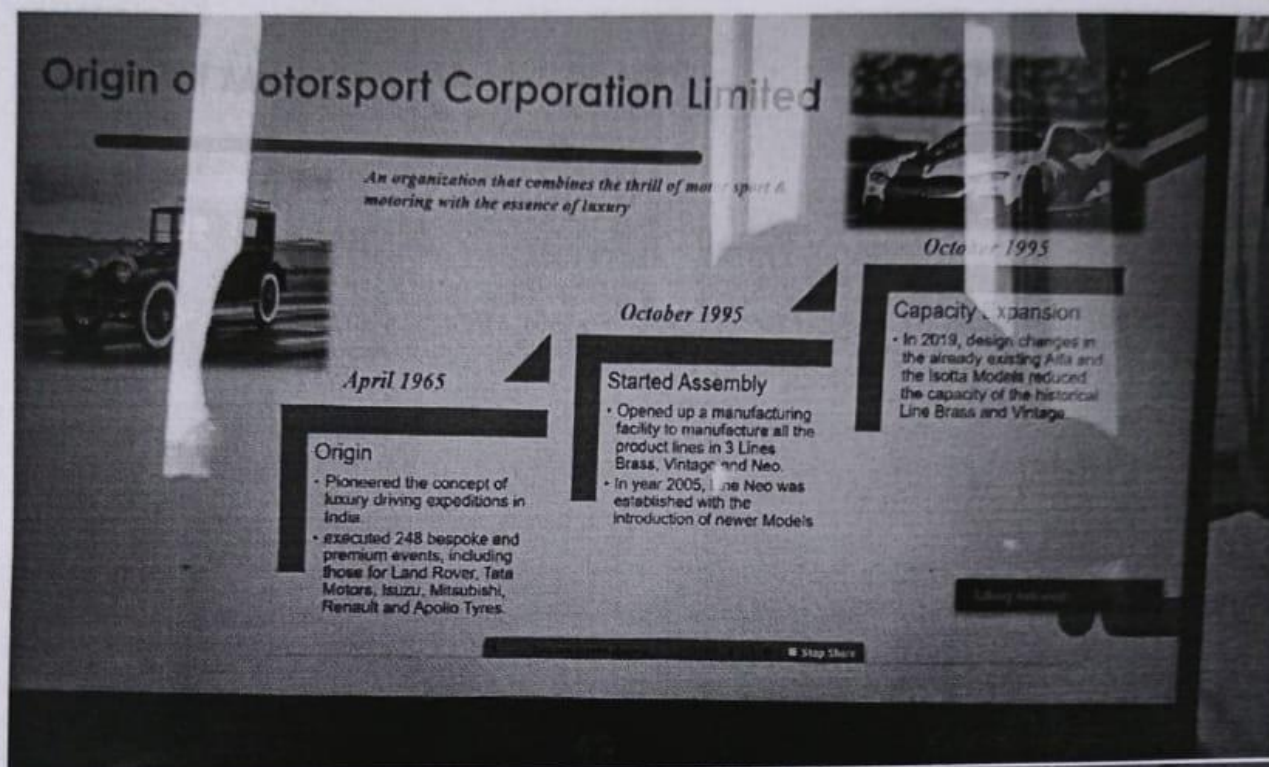 Origin o otorsport Corporation Limited
An organization that combines the thrill of motor sport &
motoring with the essence of luxury
April 1965
Origin
• Pioneered the concept of
luxury driving expeditions in
India.
• executed 248 bespoke and
premium events, including
those for Land Rover, Tata
Motors, Isuzu, Mitsubishi,
Renault and Apollo Tyres.
October 1995
Started Assembly
• Opened up a manufacturing
facility to manufacture all the
product lines in 3 Lines
Brass, Vintage and Neo.
• In year 2005, Line Neo was
established with the
introduction of newer Models
October 1995
Capacity Expansion
• In 2019, design changes in
the already existing Alfa and
the Isotta Models reduced
the capacity of the historical
Line Brass and Vintage
Stop Share